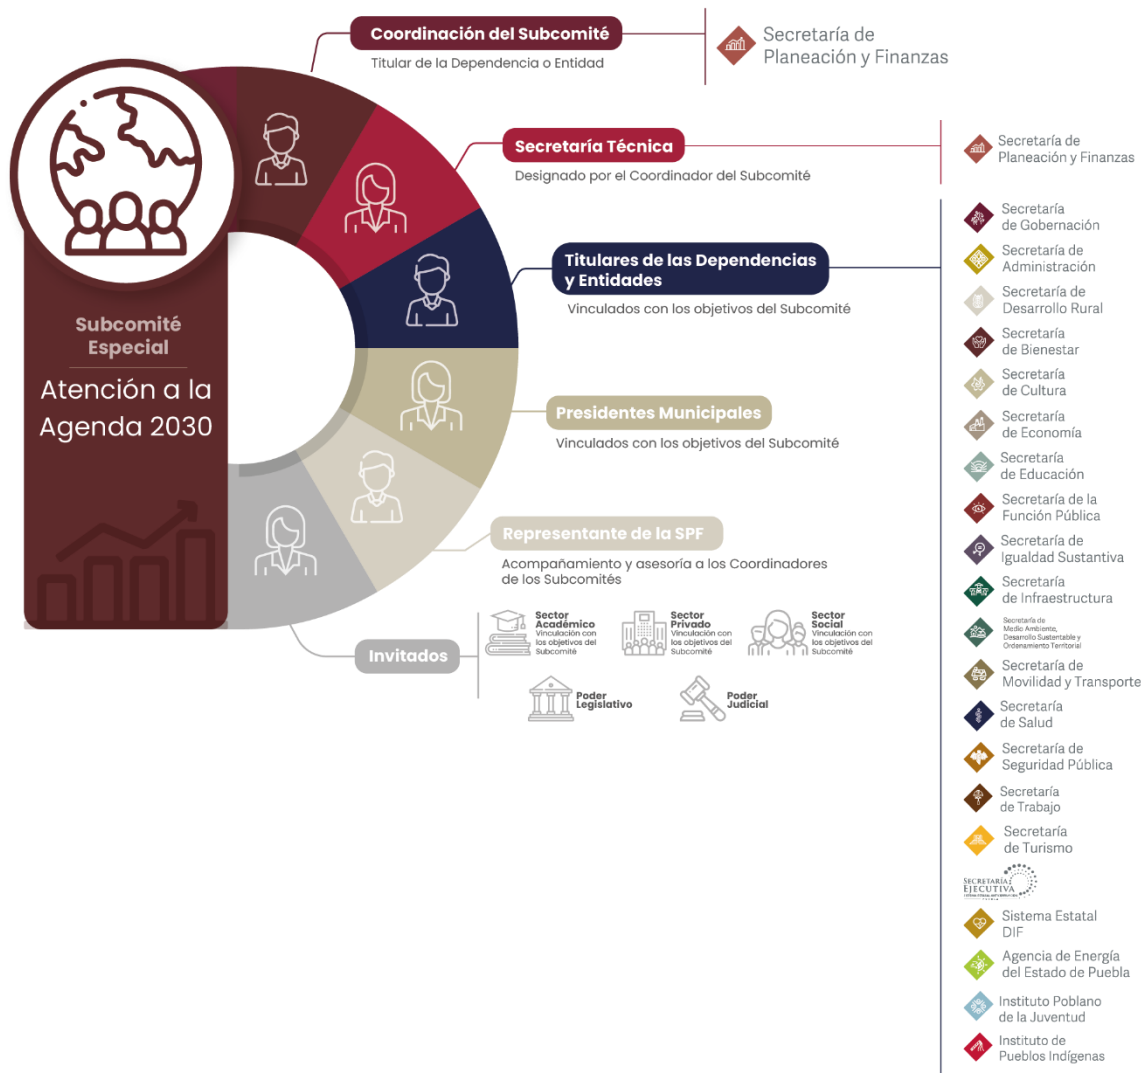 Coordinación del Subcomité
Titular de la Dependencia o Entidad
Secretaría de
Planeación y Finanzas
Secretaría Técnica
Designado por el Coordinador del Subcomité
Secretaría de
Planeación y Finanzas
Subcomité
Especial
Atención a la
Agenda 2030
Titulares de las Dependencias
y Entidades
Vinculados con los objetivos del Subcomité
Presidentes Municipales
Vinculados con los objetivos del Subcomité
Representante de la SPF
Acompañamiento y asesoría a los Coordinadores
de los Subcomités
Invitados
Sector
Académico
Vinculación con
los objetivos del
Subcomité
Sector
Privado
Vinculación con
los objetivos del
Subcomité
Sector
Social
Vinculación con
los objetivos del
Subcomité
Poder
Legislativo
Poder
Judicial
Secretaría
de Gobernación
Secretaría de
Administración
Secretaría de
Desarrollo Rural
Secretaría
de Bienestar
Secretaría
de Cultura
Secretaría
de Economía
Secretaría
de Educación
Secretaría de la
Función Pública
Secretaría de
Igualdad Sustantiva
Secretaría
de Infraestructura
Secretaría de
Medio Ambiente,
Desarrollo Sustentable y
Ordenamiento Territorial
Secretaría de
Movilidad y Transporte
Secretaría
de Salud
Secretaría de
Seguridad Pública
Secretaría
de Trabajo
Secretaría
de Turismo
SECRETARÍA
EJECUTIVA
Sistema Estatal
DIF
Agencia de Energía
del Estado de Puebla
Instituto Poblano
de la Juventud
Instituto de
Pueblos Indígenas